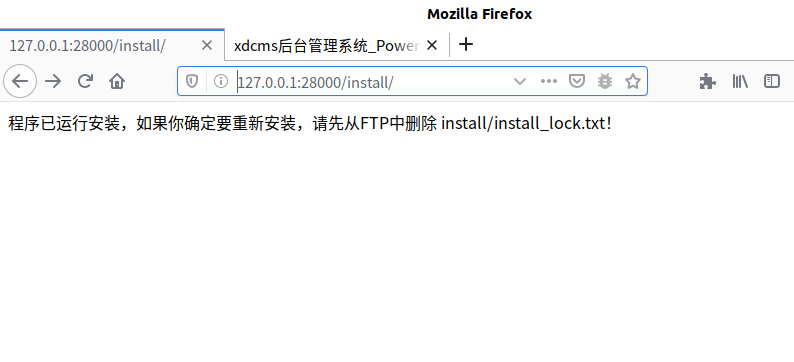 Mozilla Firefox
127.0.0.1:28000/install/
xdcms后台管理系统_Power
127.0.0.1:28000/install/
程序已运行安装，如果你确定要重新安装，请先从FTP中删除 install/install_lock.txt！